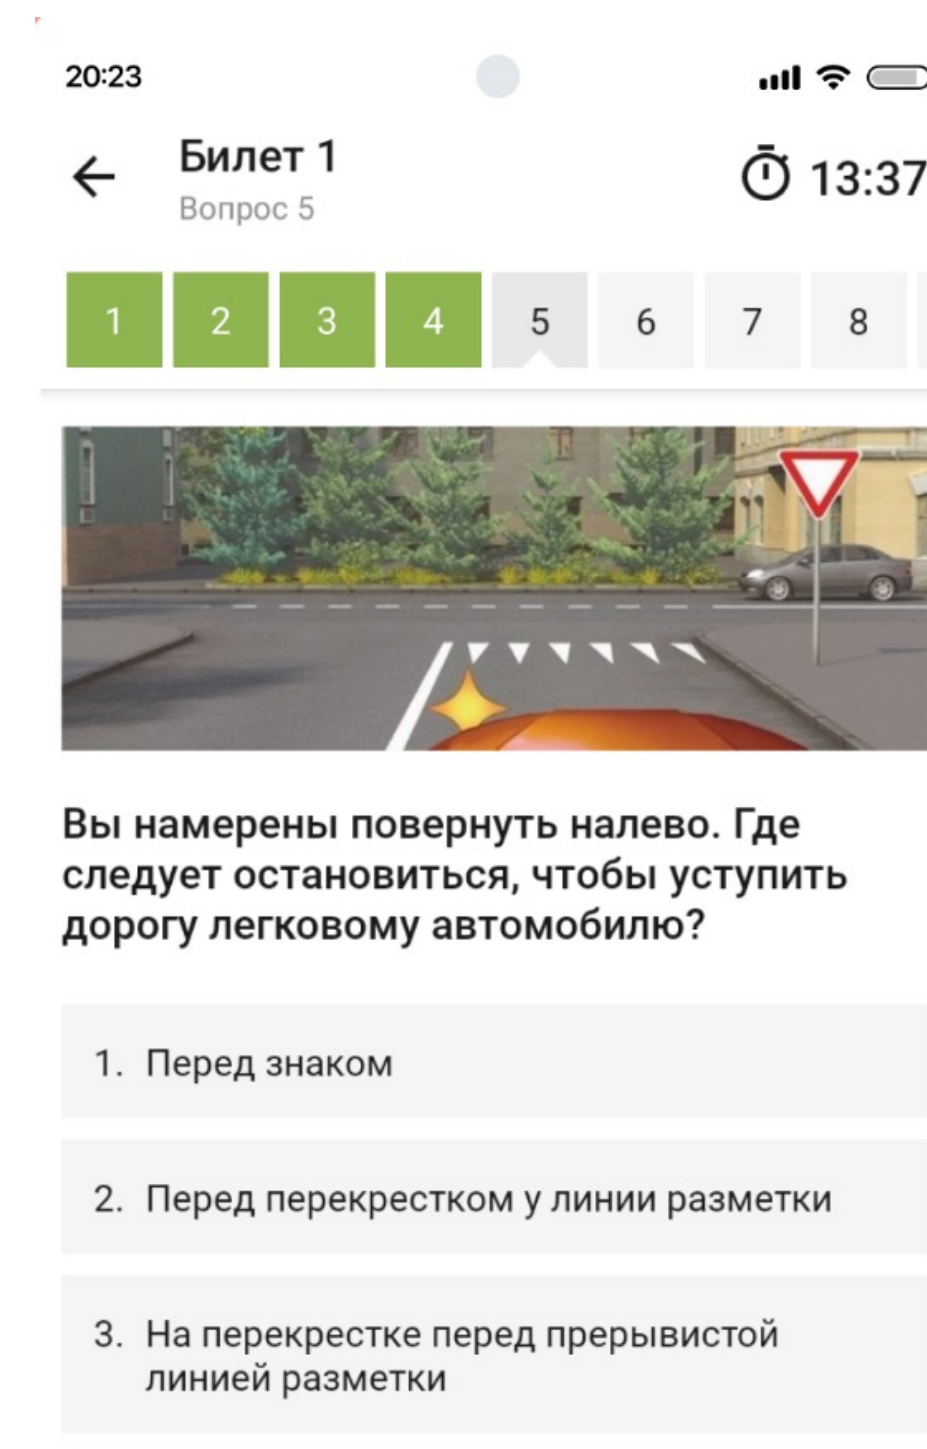 20:23
Билет 1
13:37
Вопрос 5
1 2 3 4 5 6 7 8
Вы намерены повернуть налево. Где
следует остановиться, чтобы уступить
дорогу легковому автомобилю?
1. Перед знаком
2. Перед перекрестком у линии разметки
3. На перекрестке перед прерывистой
линией разметки